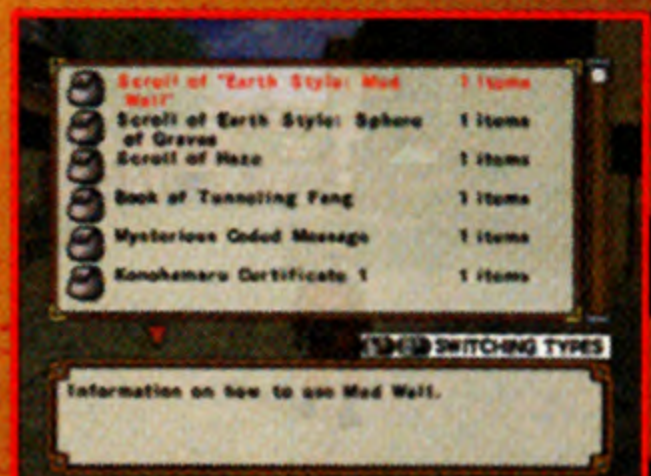 Scroll of "Earth Style: Mud 1 items
Wall"
Scroll of Earth Style: Sphere 1 items
of Graves
Scroll of Haze 1 items
Book of Tunneling Fang 1 items
Mysterious Coded Message 1 items
Konohamaru Certificate 1 1 items
SWITCHING TYPES
Information on how to use Mud Wall.